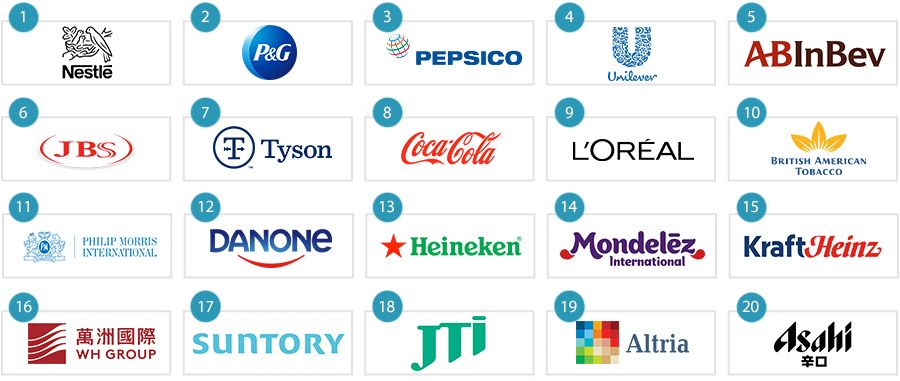 1
Nestlé
2
P&G
3
PEPSICO
4
Unilever
5
ABInBev
6
JBS
7
T
Tyson
8
Coca-Cola
9
L'ORÉAL
10
BRITISH AMERICAN
TOBACCO
11
PHILIP MORRIS
INTERNATIONAL
12
DANONE
13
Heineken®
14
Mondelēz
International
15
KraftHeinz
16
萬洲國際
WH GROUP
17
SUNTORY
18
JTi
19
Altria
20
Asahi
辛口